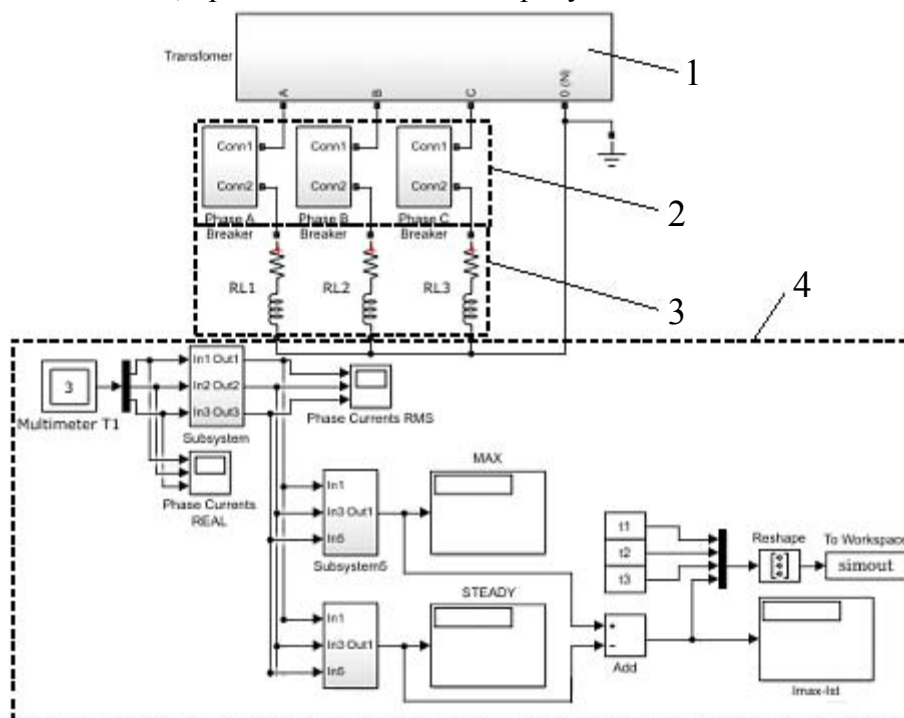 Transfomer
1
A
B
C
0 (N)
Conn1
Conn1
Conn1
Conn2
Conn2
Conn2
2
Phase A
Breaker
Phase B
Breaker
Phase C
Breaker
RL1
RL2
RL3
3
4
3
Multimeter T1
In1 Out1
In2 Out2
In3 Out3
Subsystem
Phase Currents RMS
Phase Currents
REAL
MAX
In1
In3 Out1
In5
Subsystem5
STEADY
In1
In3 Out1
In5
t1
t2
t3
Reshape
To Workspace
simout
+
−
Add
Imax-Ist